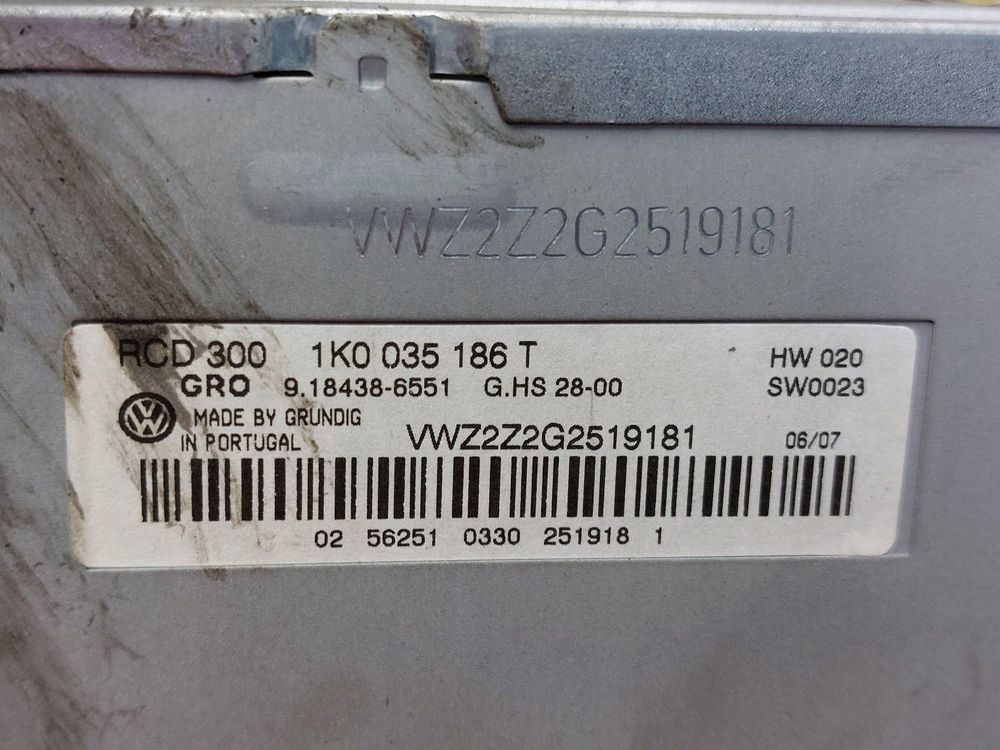 VWZ2Z2G2519181
RCD 300 1K0 035 186 T HW 020
GRO 9.18438-6551 G.HS 28-00 SW0023
MADE BY GRUNDIG
IN PORTUGAL VWZ2Z2G2519181 06/07
02 56251 0330 251918 1